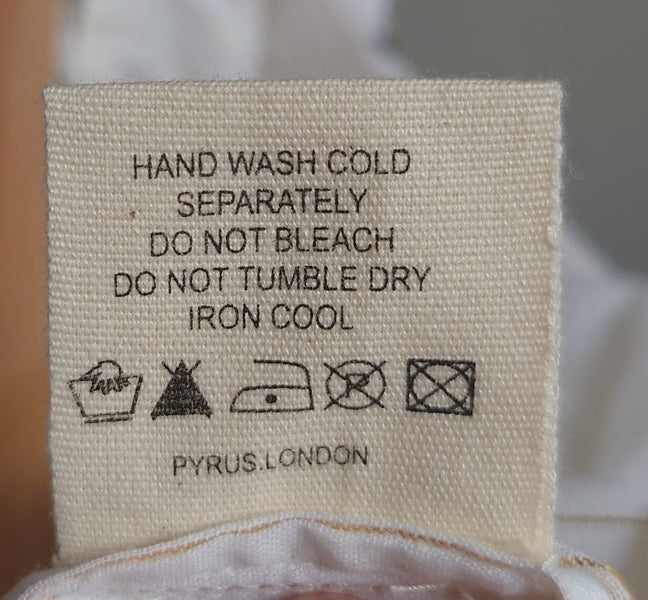 HAND WASH COLD
SEPARATELY
DO NOT BLEACH
DO NOT TUMBLE DRY
IRON COOL
PYRUS.LONDON